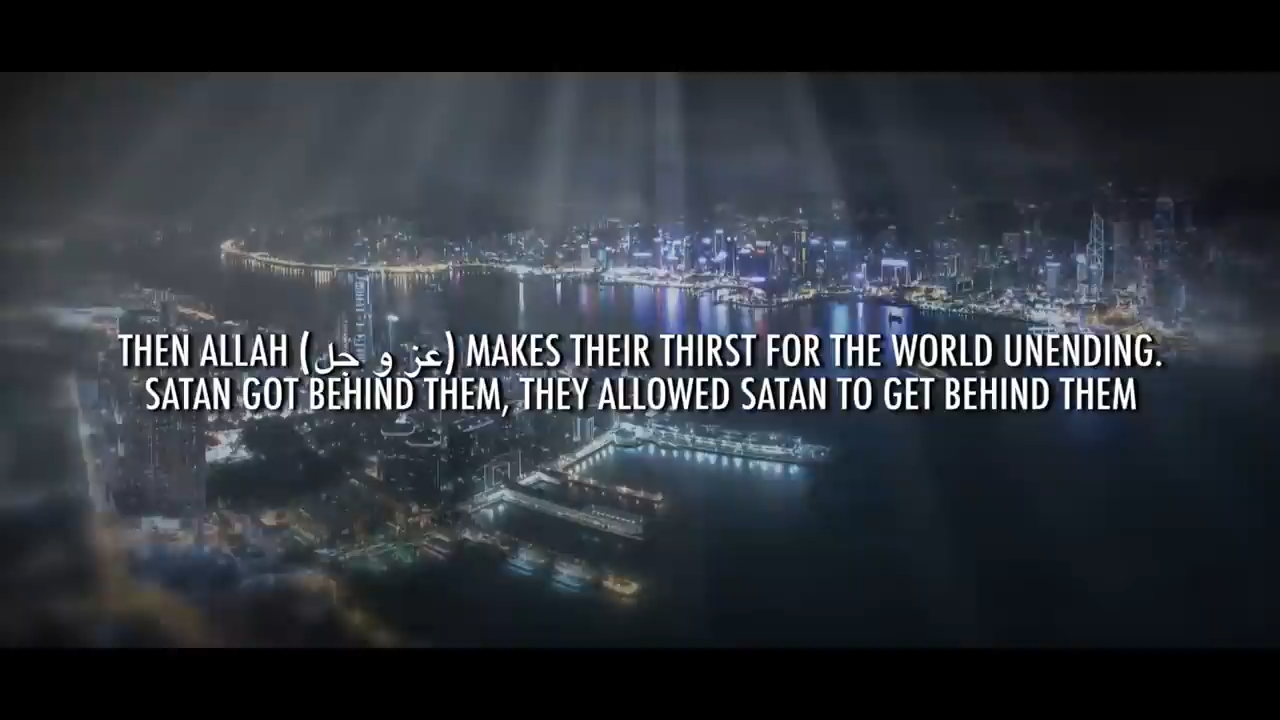 THEN ALLAH (عز و جل) MAKES THEIR THIRST FOR THE WORLD UNENDING.
SATAN GOT BEHIND THEM, THEY ALLOWED SATAN TO GET BEHIND THEM